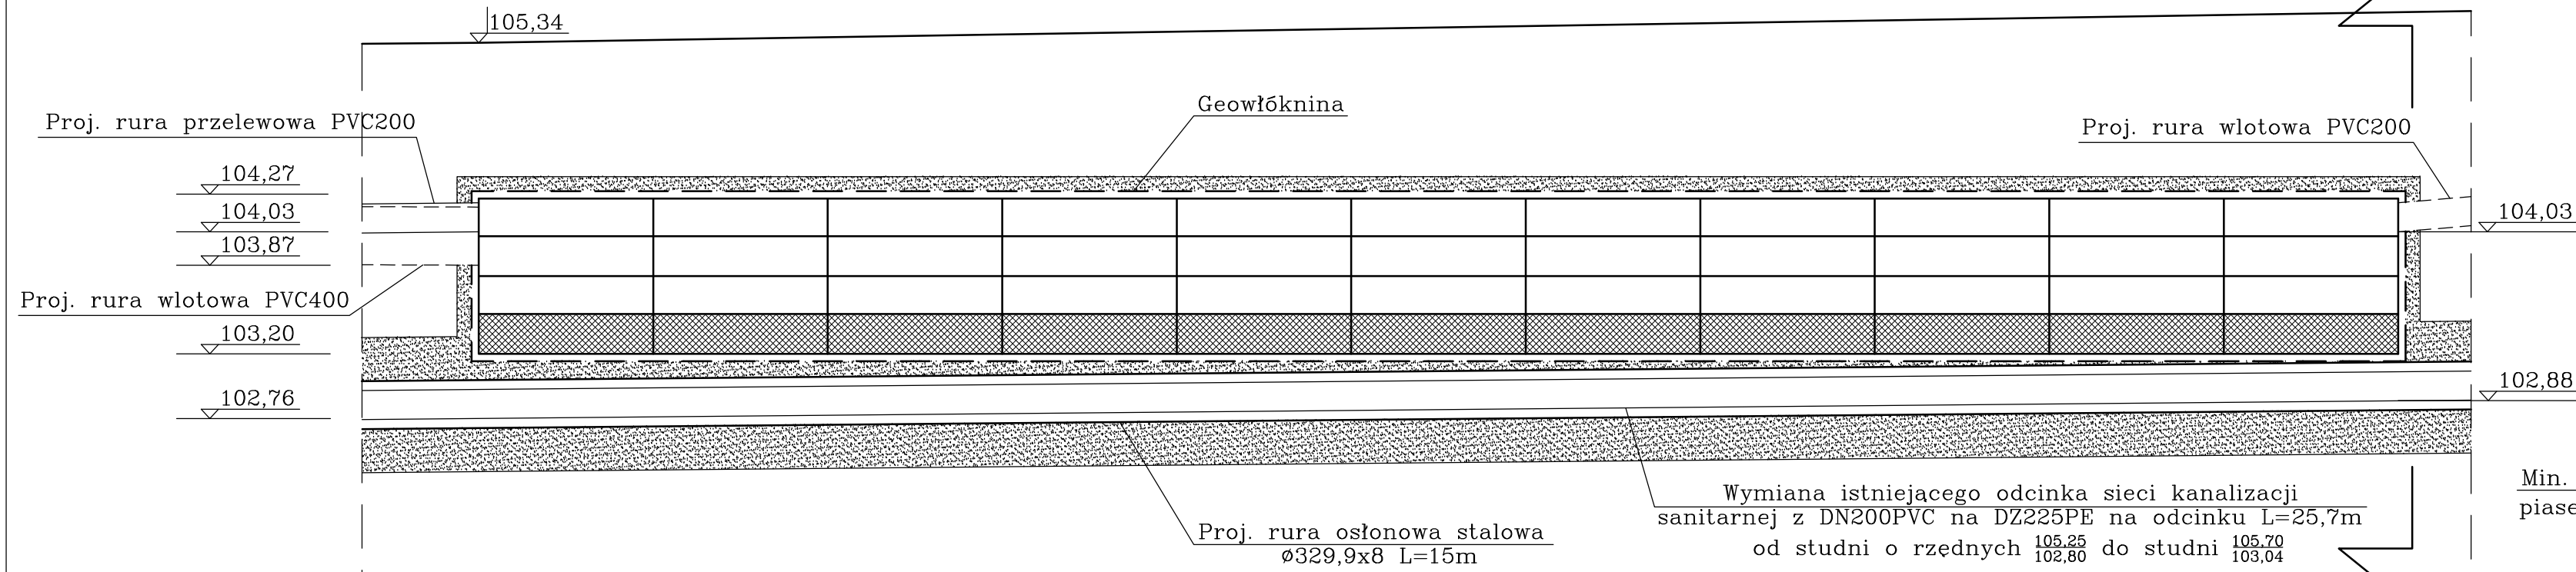 105,34
Geowłóknina
Proj. rura przelewowa PVC200
Proj. rura wlotowa PVC200
104,27
104,03
103,87
104,03
Proj. rura wlotowa PVC400
103,20
102,76
102,88
Min.
Wymiana istniejącego odcinka sieci kanalizacji
sanitarnej z DN200PVC na DZ225PE na odcinku L=25,7m
od studni o rzędnych 105,25/102,80 do studni 105,70/103,04
Proj. rura osłonowa stalowa
ø329,9x8 L=15m